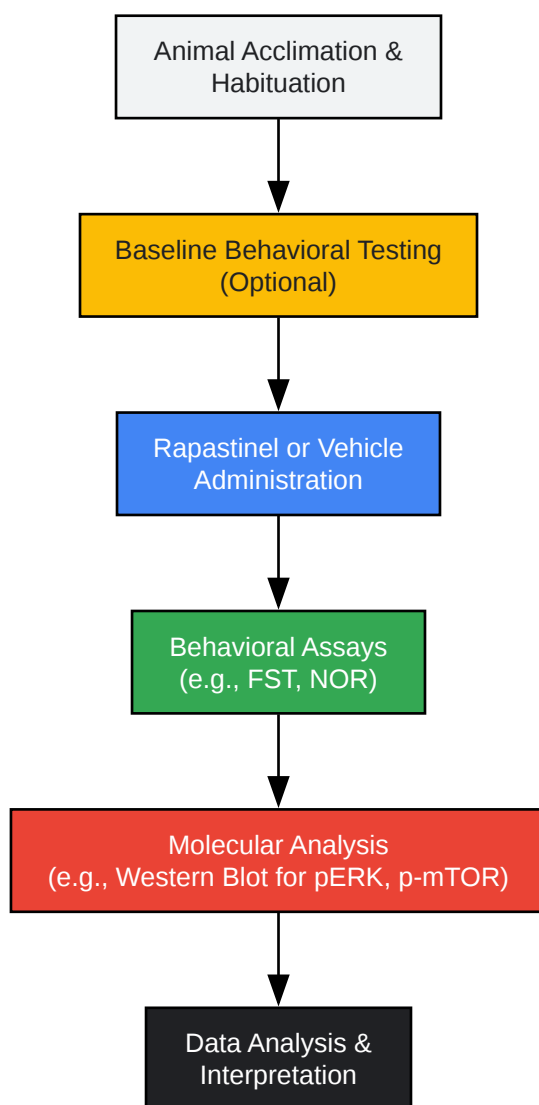 Animal Acclimation &
Habituation
Baseline Behavioral Testing
(Optional)
Rapastinel or Vehicle
Administration
Behavioral Assays
(e.g., FST, NOR)
Molecular Analysis
(e.g., Western Blot for pERK, p-mTOR)
Data Analysis &
Interpretation